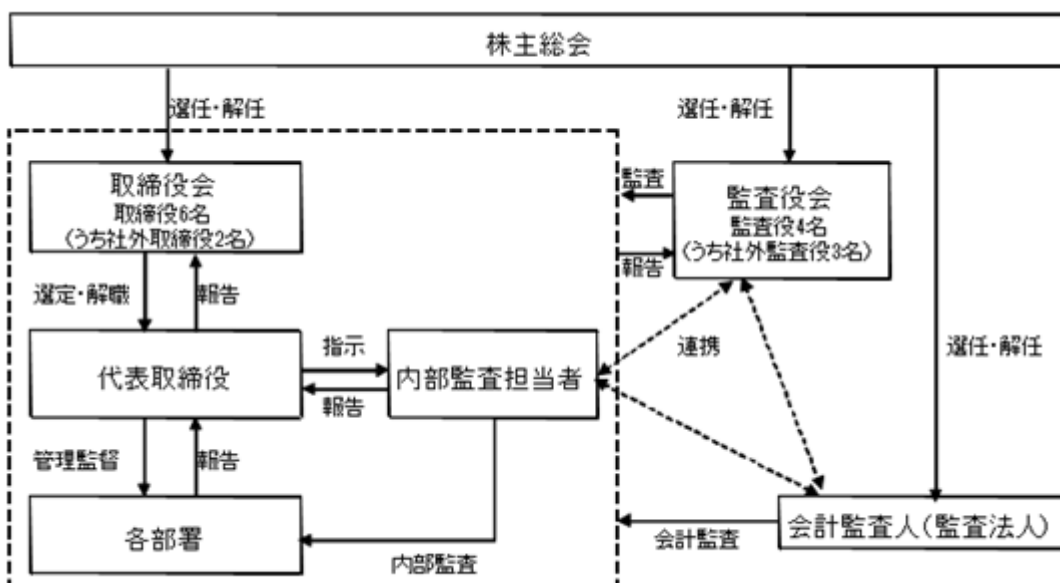 株主総会
選任・解任
選任・解任
取締役会
取締役6名
(うち社外取締役2名)
監査
監査役会
監査役4名
(うち社外監査役3名)
報告
選定・解職
報告
指示
連携
選任・解任
代表取締役
内部監査担当者
報告
管理監督
報告
各部署
会計監査人(監査法人)
会計監査
内部監査